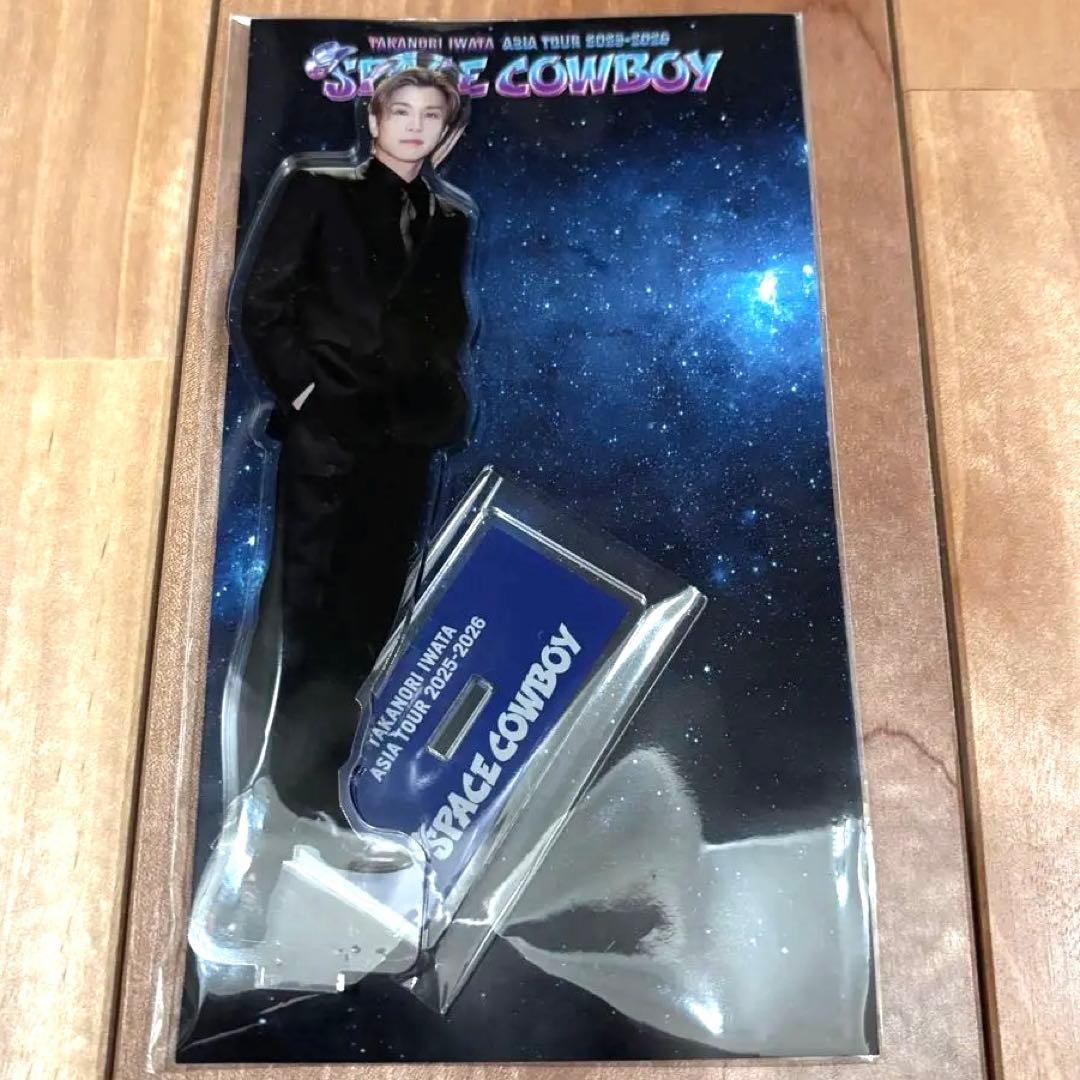 TAKANORI IWATA ASIA TOUR 2025-2026
SPACE COWBOY
TAKANORI IWATA
ASIA TOUR 2025-2026
SPACE COWBOY